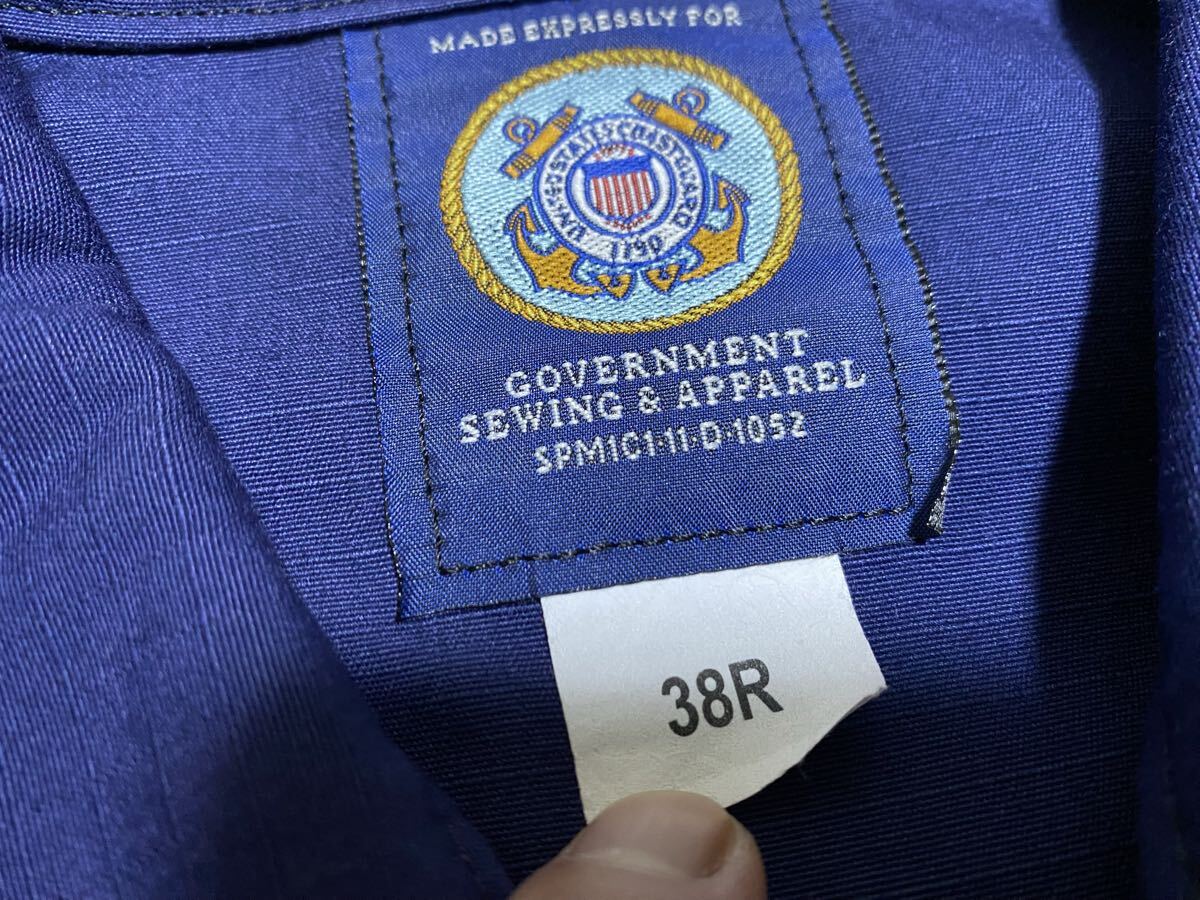 MADE EXPRESSLY FOR
UNITED STATES COAST GUARD
1790
GOVERNMENT
SEWING & APPAREL
SPM1C1-11-D-1052
38R